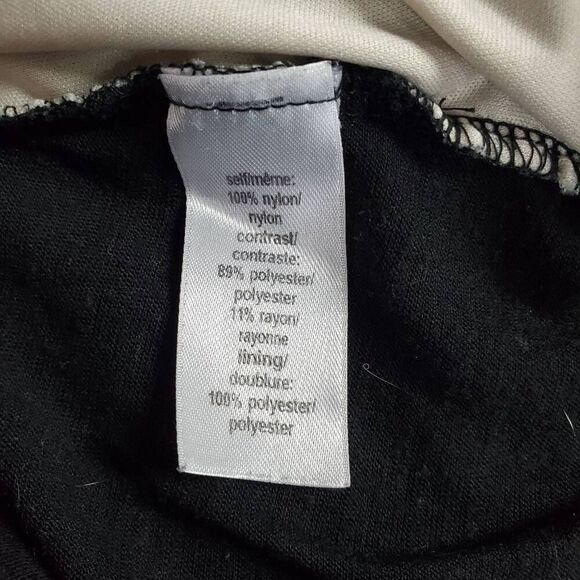 self/même:
100% nylon/
nylon
contrast/
contraste:
89% polyester/
polyester
11% rayon/
rayonne
lining/
doublure:
100% polyester/
polyester